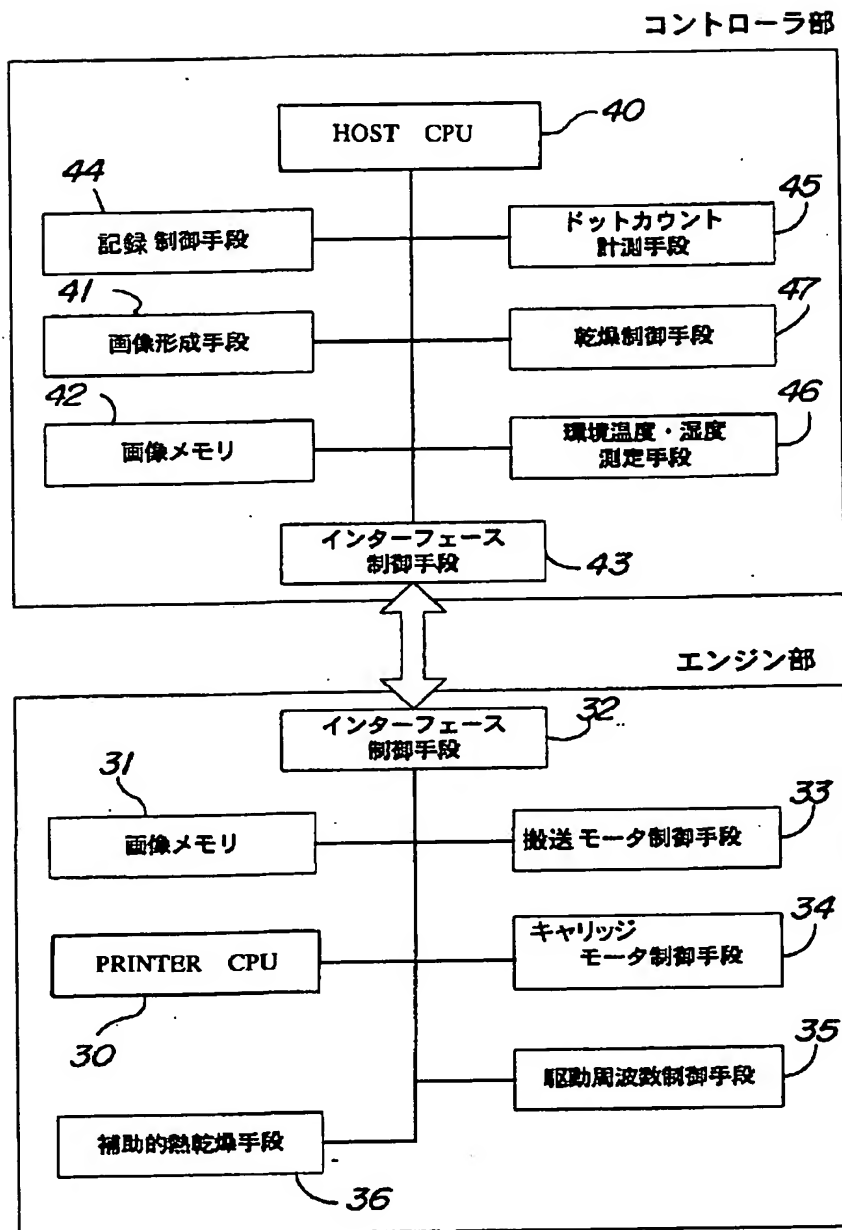 コントローラ部
HOST CPU
40
44
記録制御手段
45
ドットカウント
計測手段
41
画像形成手段
47
乾燥制御手段
42
画像メモリ
46
環境温度・湿度
測定手段
インターフェース
制御手段
43
エンジン部
インターフェース
制御手段
32
31
画像メモリ
33
搬送モータ制御手段
PRINTER CPU
30
34
キャリッジ
モータ制御手段
35
駆動周波数制御手段
補助的熱乾燥手段
36